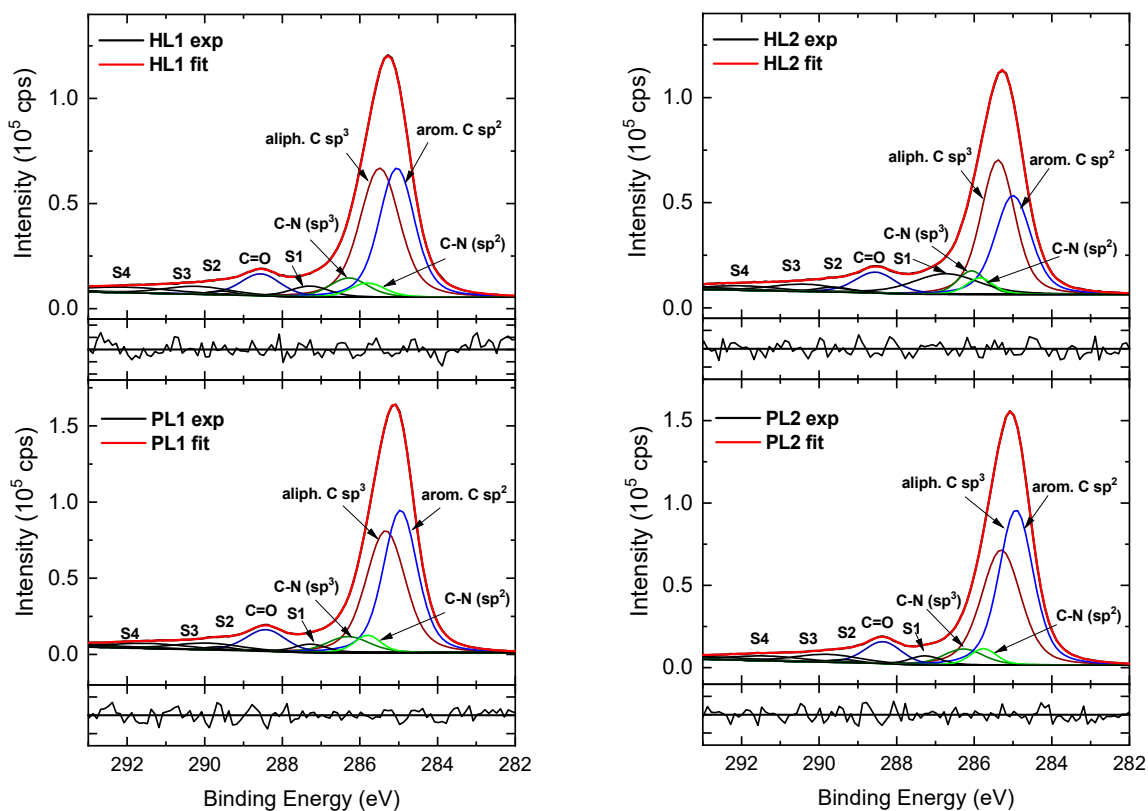 HL1 exp
HL1 fit
aliph. C sp³
arom. C sp²
C-N (sp³)
C-N (sp²)
S4
S3
S2
C=O
S1
1.0
0.5
0.0
Intensity (10⁵ cps)
PL1 exp
PL1 fit
aliph. C sp³
arom. C sp²
C-N (sp³)
C-N (sp²)
S4
S3
S2
C=O
S1
1.5
1.0
0.5
0.0
Intensity (10⁵ cps)
292 290 288 286 284 282
Binding Energy (eV)
HL2 exp
HL2 fit
aliph. C sp³
arom. C sp²
C-N (sp³)
C-N (sp²)
S4
S3
S2
C=O
S1
1.0
0.5
0.0
Intensity (10⁵ cps)
PL2 exp
PL2 fit
aliph. C sp³
arom. C sp²
C-N (sp³)
C-N (sp²)
S4
S3
S2
C=O
S1
1.5
1.0
0.5
0.0
Intensity (10⁵ cps)
292 290 288 286 284 282
Binding Energy (eV)